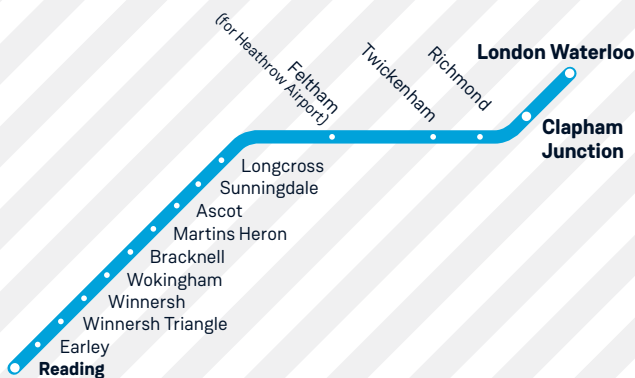 London Waterloo
Clapham
Junction
Richmond
Twickenham
Feltham
(for Heathrow Airport)
Longcross
Sunningdale
Ascot
Martins Heron
Bracknell
Wokingham
Winnersh
Winnersh Triangle
Earley
Reading